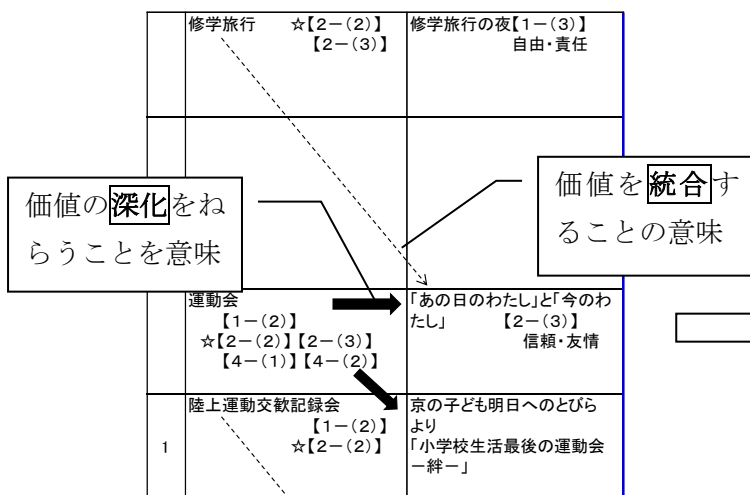 修学旅行 ☆【2－(2)】
【2－(3)】
修学旅行の夜【1－(3)】
自由・責任
価値の深化をね
らうことを意味
価値を統合す
ることの意味
運動会
【1－(2)】
☆【2－(2)】【2－(3)】
【4－(1)】【4－(2)】
「あの日のわたし」と「今のわ
たし」 【2－(3)】
信頼・友情
1
陸上運動交歓記録会
【1－(2)】
☆【2－(2)】
京の子ども明日へのとびら
より
「小学校生活最後の運動会
－絆－」